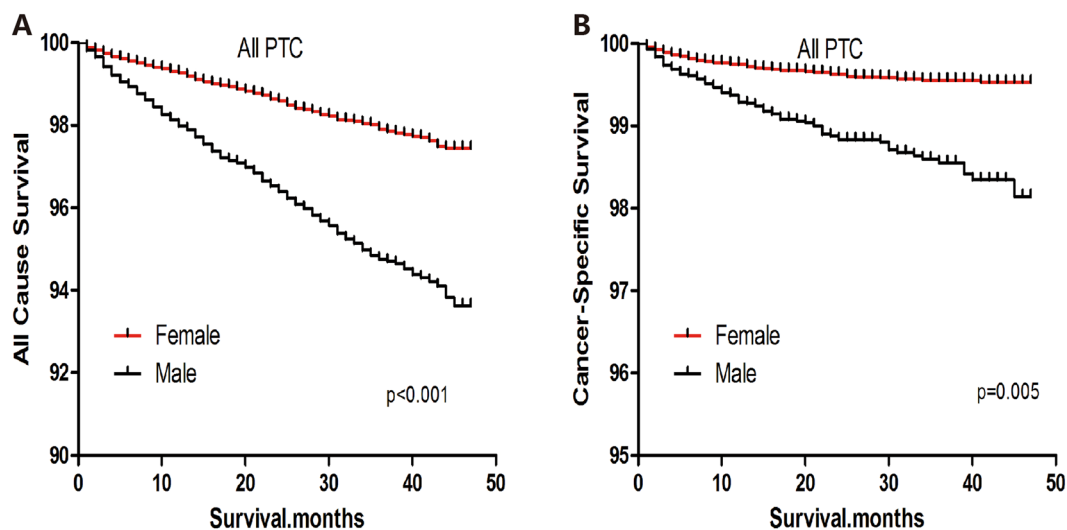 A
All PTC
All Cause Survival
100
98
96
94
92
90
Female
Male
p<0.001
0
10
20
30
40
50
Survival.months
B
All PTC
Cancer-Specific Survival
100
99
98
97
96
95
Female
Male
p=0.005
0
10
20
30
40
50
Survival.months